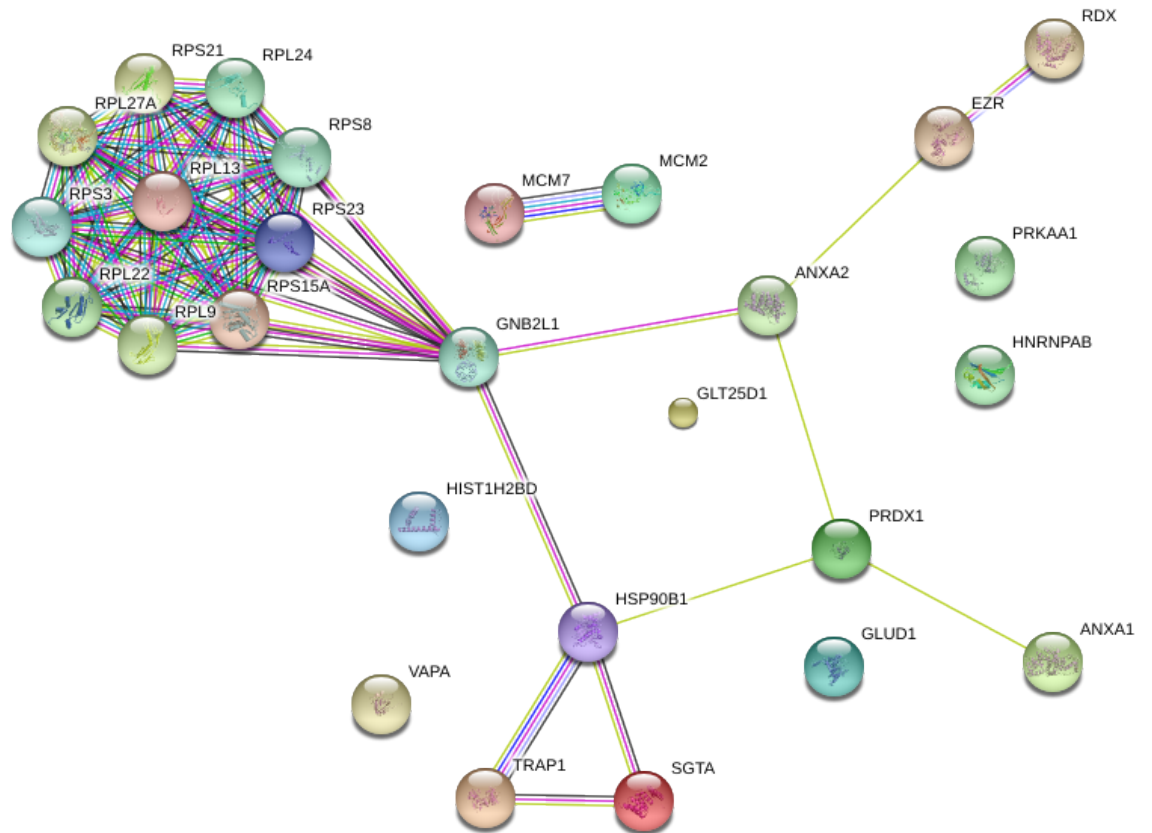 RDX
RPS21
RPL24
RPL27A
EZR
RPS8
MCM2
RPL13
MCM7
RPS3
RPS23
PRKAA1
RPL22
ANXA2
RPS15A
RPL9
GNB2L1
HNRNPAB
GLT25D1
HIST1H2BD
PRDX1
HSP90B1
GLUD1
ANXA1
VAPA
TRAP1
SGTA